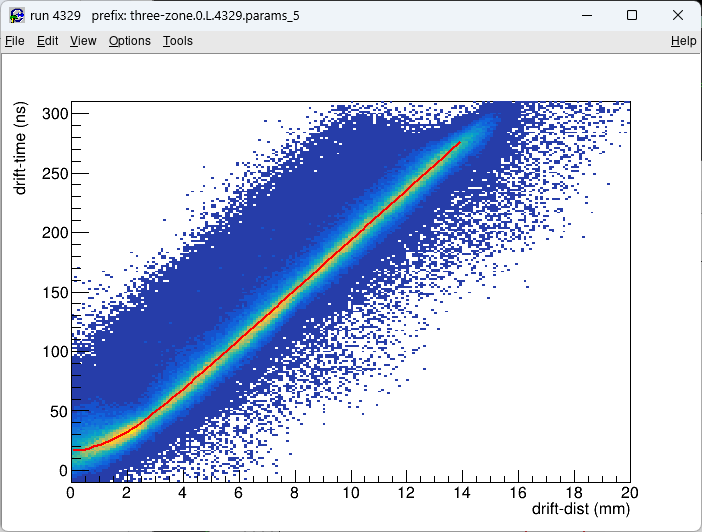 run 4329 prefix: three-zone.0.L.4329.params_5
File Edit View Options Tools Help
drift-time (ns)
300
250
200
150
100
50
0
0 2 4 6 8 10 12 14 16 18 20
drift-dist (mm)